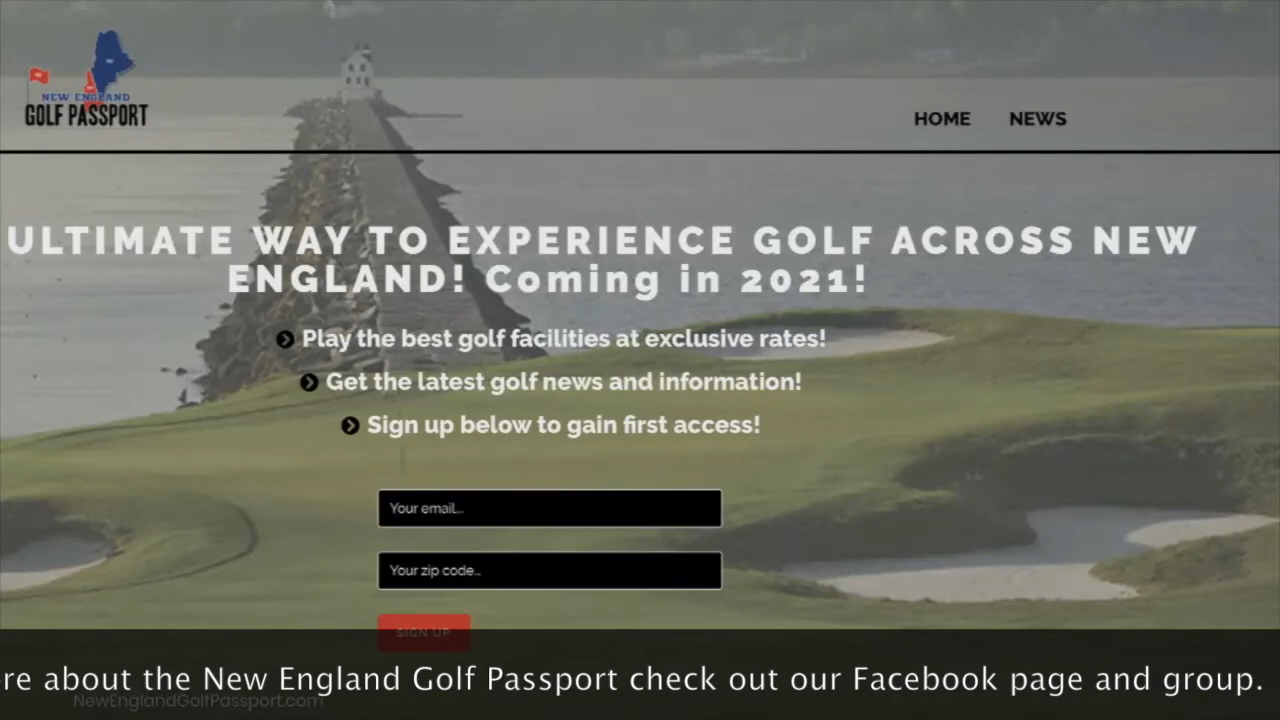 NEW ENGLAND
GOLF PASSPORT
HOME NEWS
ULTIMATE WAY TO EXPERIENCE GOLF ACROSS NEW
ENGLAND! Coming in 2021!
Play the best golf facilities at exclusive rates!
Get the latest golf news and information!
Sign up below to gain first access!
Your email...
Your zip code...
SIGN UP
re about the New England Golf Passport check out our Facebook page and group.
NewEnglandGolfPassport.com